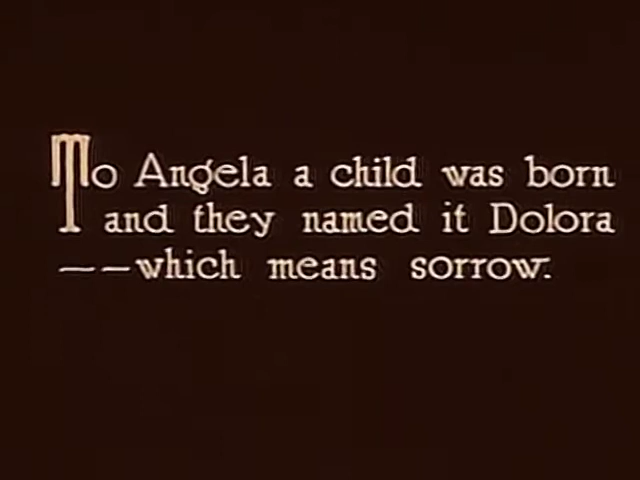 To Angela a child was born
and they named it Dolora
——which means sorrow.